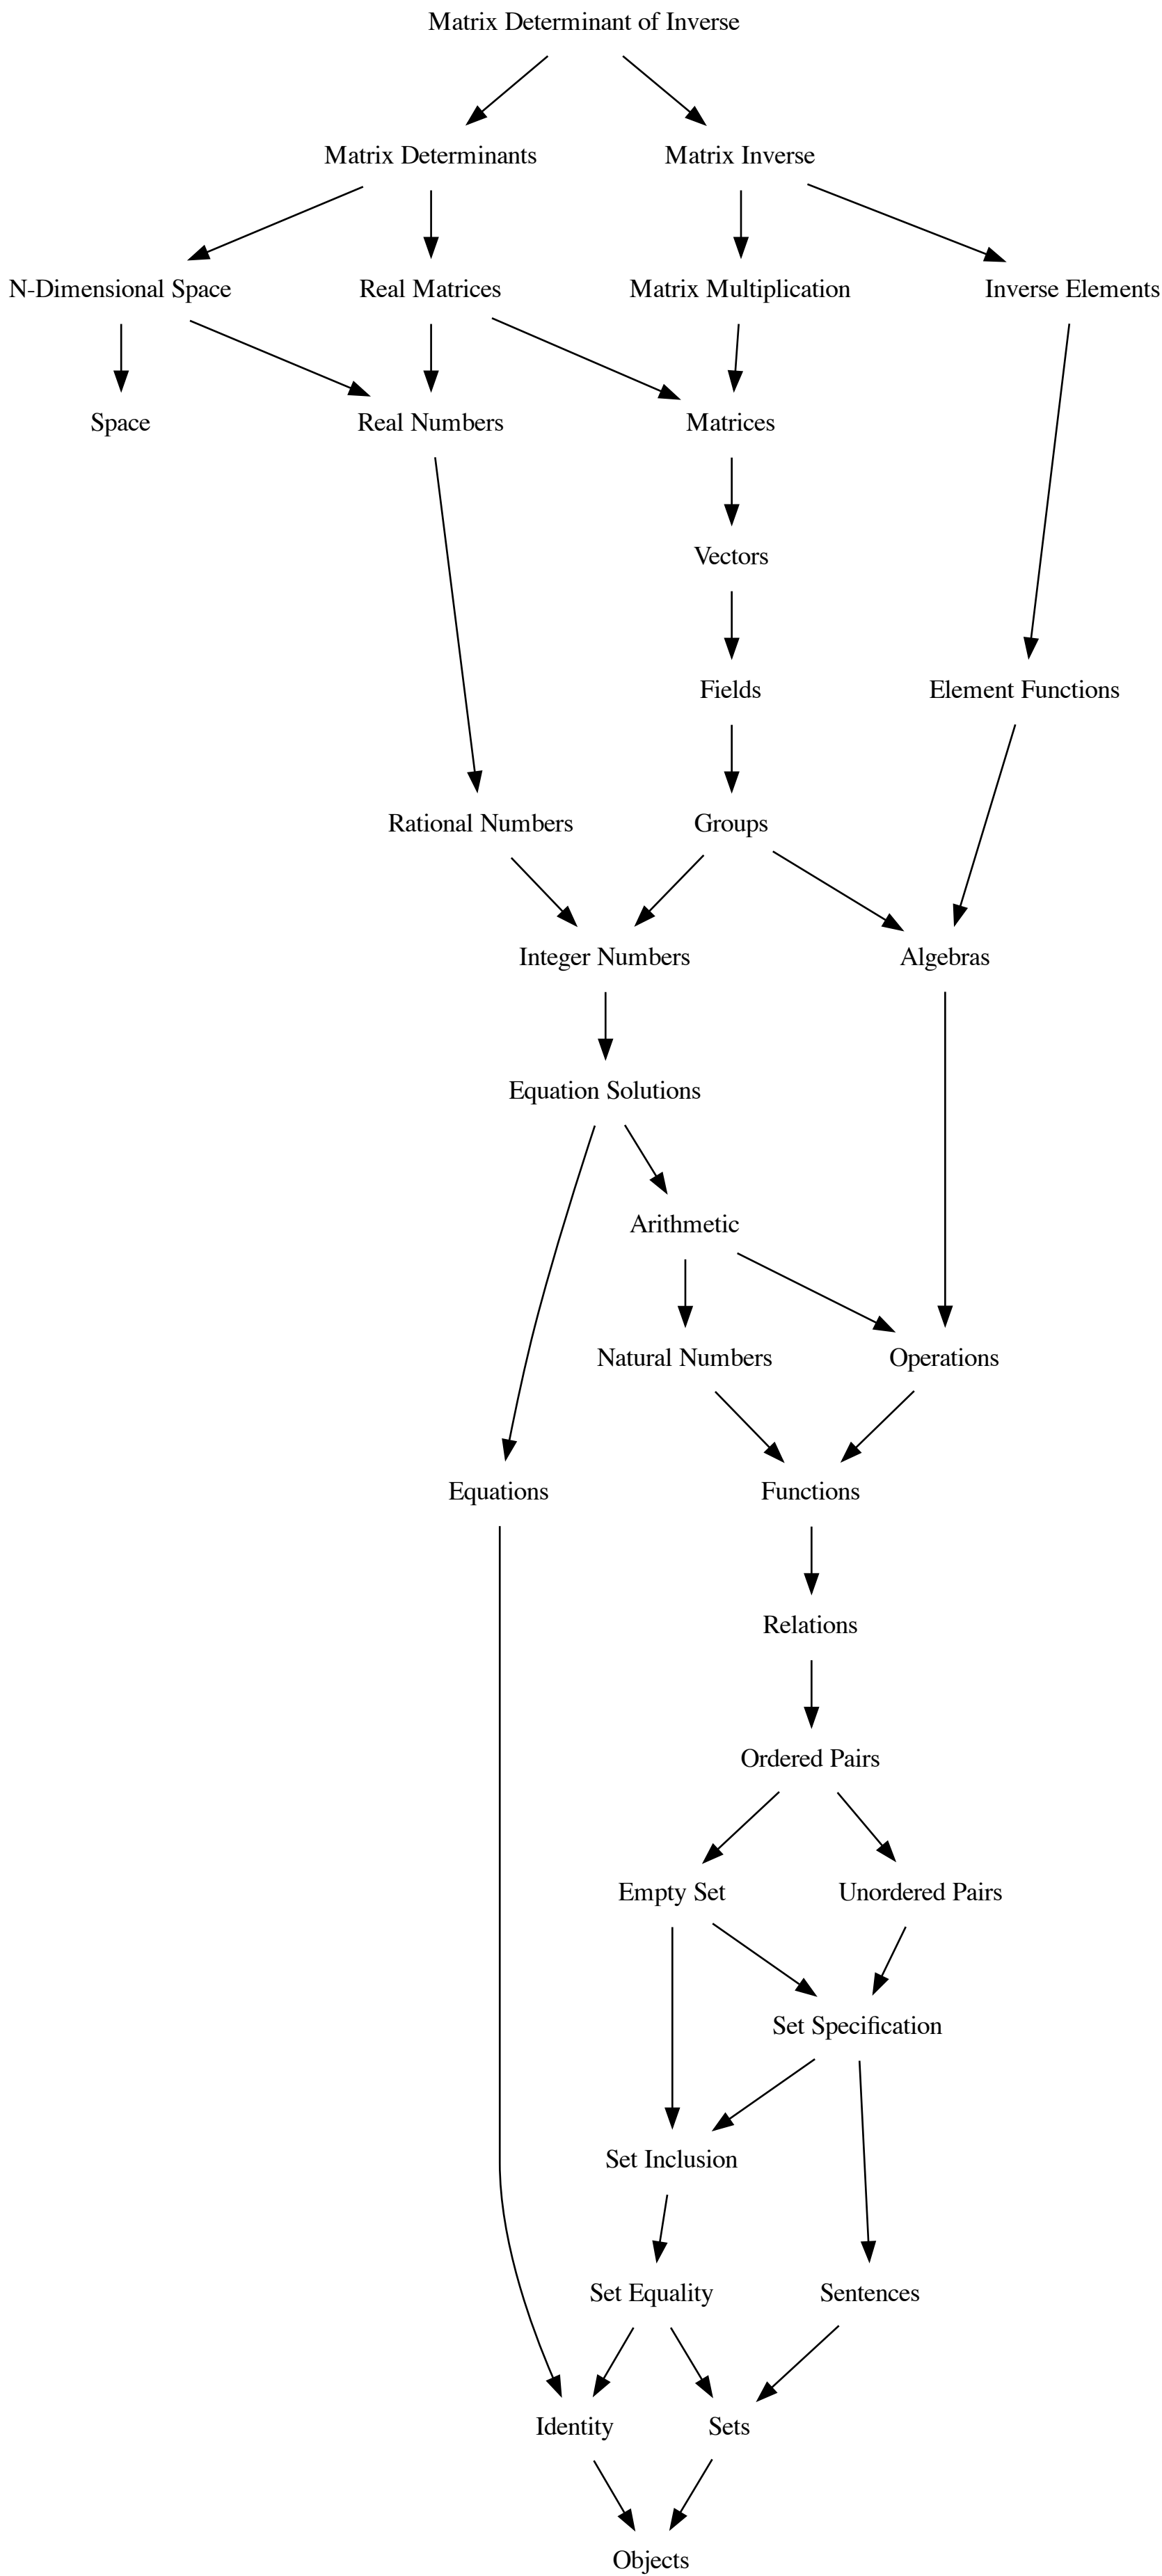 Matrix Determinant of Inverse
Matrix Determinants
Matrix Inverse
N-Dimensional Space
Real Matrices
Matrix Multiplication
Inverse Elements
Space
Real Numbers
Matrices
Vectors
Fields
Element Functions
Rational Numbers
Groups
Integer Numbers
Algebras
Equation Solutions
Arithmetic
Natural Numbers
Operations
Equations
Functions
Relations
Ordered Pairs
Empty Set
Unordered Pairs
Set Specification
Set Inclusion
Set Equality
Sentences
Identity
Sets
Objects